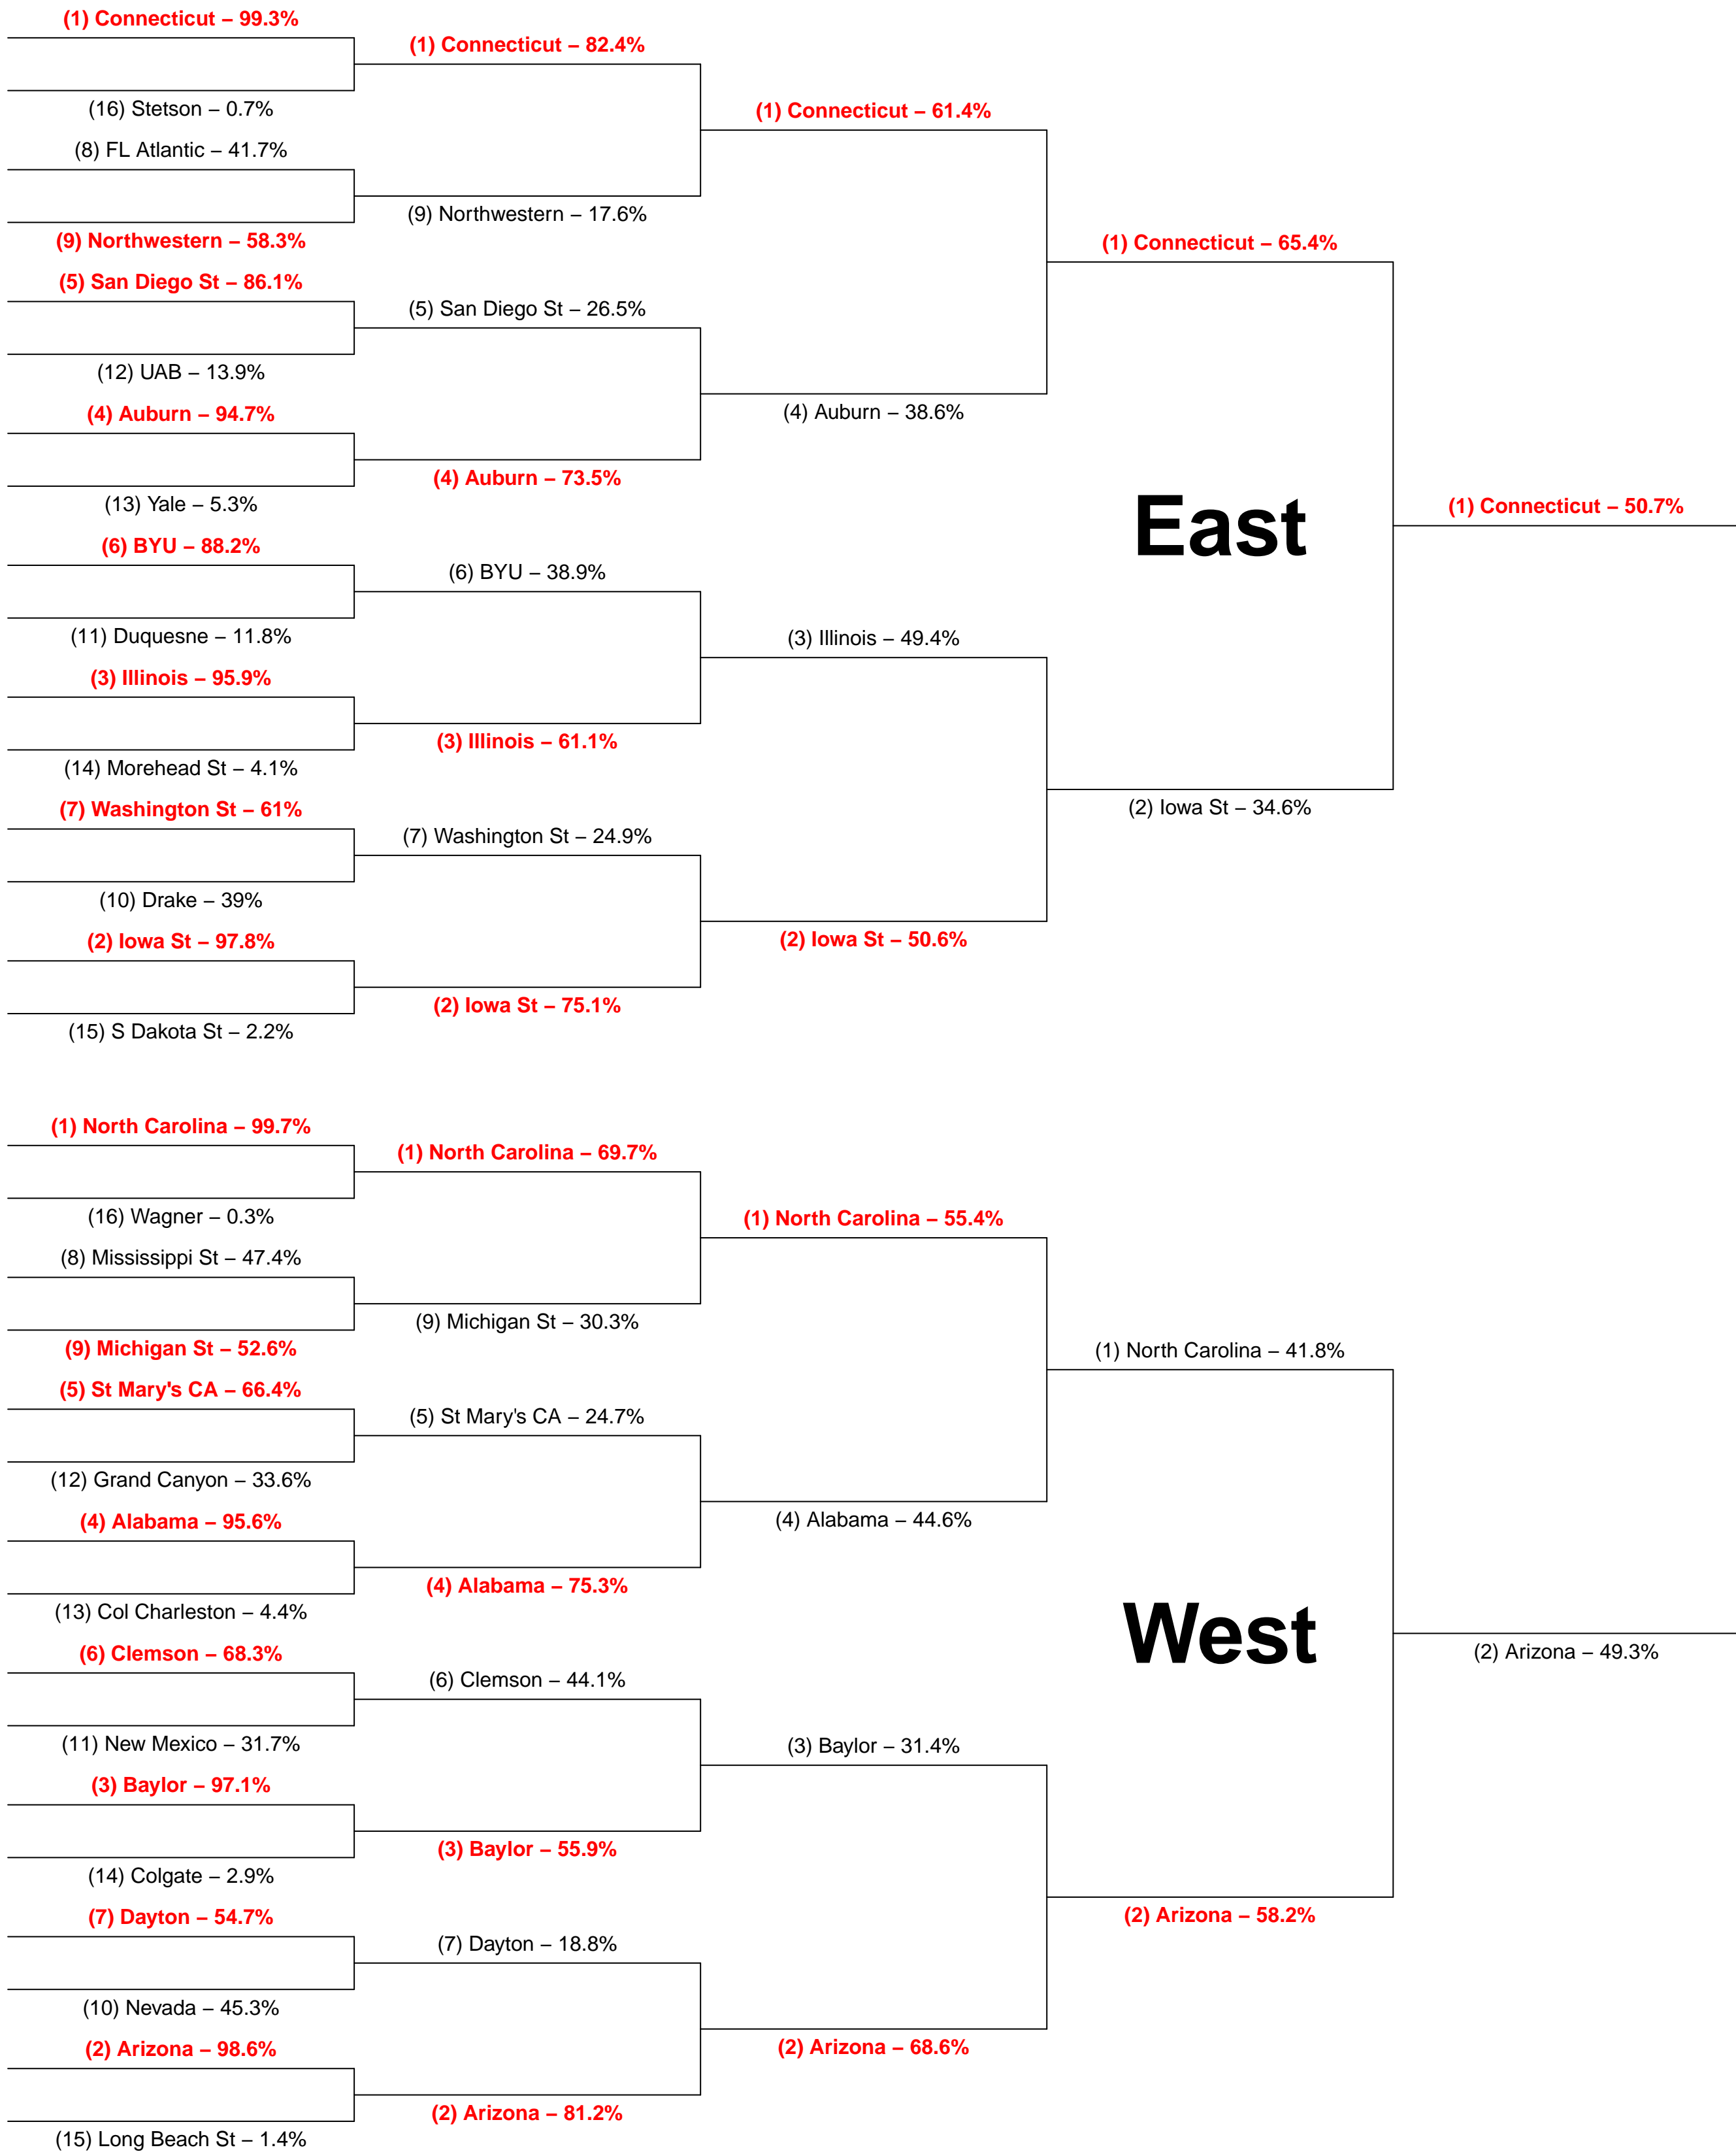 (1) Connecticut – 99.3%
(16) Stetson – 0.7%
(8) FL Atlantic – 41.7%
(9) Northwestern – 58.3%
(5) San Diego St – 86.1%
(12) UAB – 13.9%
(4) Auburn – 94.7%
(13) Yale – 5.3%
(6) BYU – 88.2%
(11) Duquesne – 11.8%
(3) Illinois – 95.9%
(14) Morehead St – 4.1%
(7) Washington St – 61%
(10) Drake – 39%
(2) Iowa St – 97.8%
(15) S Dakota St – 2.2%
(1) Connecticut – 82.4%
(9) Northwestern – 17.6%
(5) San Diego St – 26.5%
(4) Auburn – 73.5%
(6) BYU – 38.9%
(3) Illinois – 61.1%
(7) Washington St – 24.9%
(2) Iowa St – 75.1%
(1) Connecticut – 61.4%
(4) Auburn – 38.6%
(3) Illinois – 49.4%
(2) Iowa St – 50.6%
(1) Connecticut – 65.4%
(2) Iowa St – 34.6%
East
(1) Connecticut – 50.7%
(1) North Carolina – 99.7%
(16) Wagner – 0.3%
(8) Mississippi St – 47.4%
(9) Michigan St – 52.6%
(5) St Mary's CA – 66.4%
(12) Grand Canyon – 33.6%
(4) Alabama – 95.6%
(13) Col Charleston – 4.4%
(6) Clemson – 68.3%
(11) New Mexico – 31.7%
(3) Baylor – 97.1%
(14) Colgate – 2.9%
(7) Dayton – 54.7%
(10) Nevada – 45.3%
(2) Arizona – 98.6%
(15) Long Beach St – 1.4%
(1) North Carolina – 69.7%
(9) Michigan St – 30.3%
(5) St Mary's CA – 24.7%
(4) Alabama – 75.3%
(6) Clemson – 44.1%
(3) Baylor – 55.9%
(7) Dayton – 18.8%
(2) Arizona – 81.2%
(1) North Carolina – 55.4%
(4) Alabama – 44.6%
(3) Baylor – 31.4%
(2) Arizona – 68.6%
(1) North Carolina – 41.8%
(2) Arizona – 58.2%
West
(2) Arizona – 49.3%